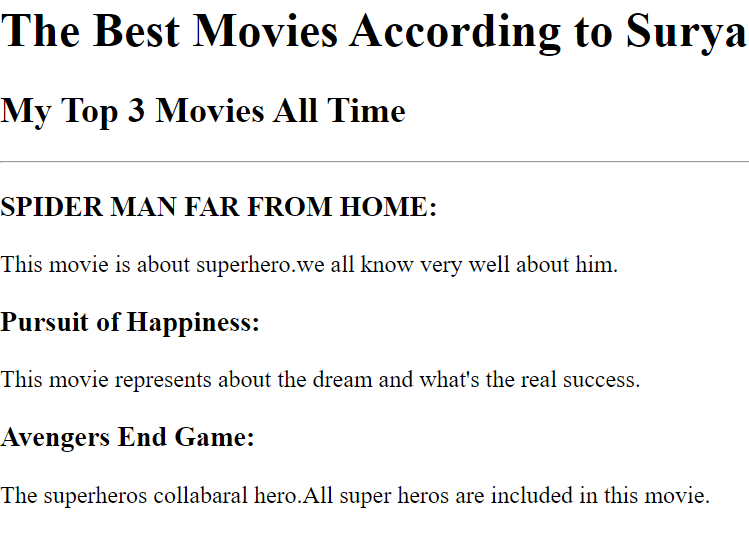 The Best Movies According to Surya
My Top 3 Movies All Time
SPIDER MAN FAR FROM HOME:
This movie is about superhero.we all know very well about him.
Pursuit of Happiness:
This movie represents about the dream and what's the real success.
Avengers End Game:
The superheros collabaral hero.All super heros are included in this movie.